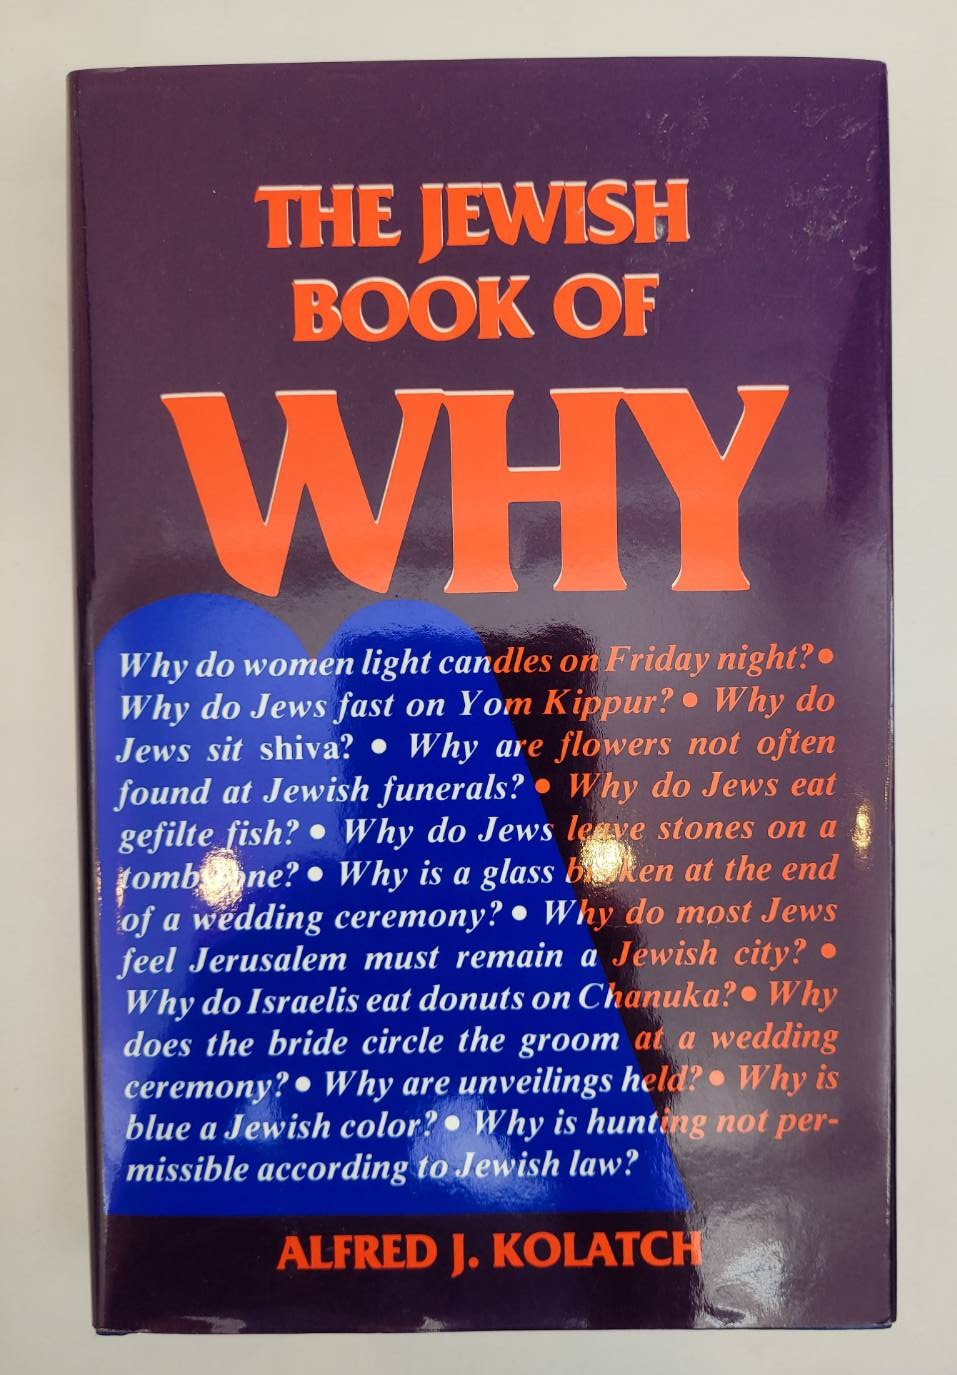 THE JEWISH
BOOK OF
WHY
Why do women light candles on Friday night? •
Why do Jews fast on Yom Kippur? • Why do
Jews sit shiva? • Why are flowers not often
found at Jewish funerals? • Why do Jews eat
gefilte fish? • Why do Jews leave stones on a
tombstone? • Why is a glass broken at the end
of a wedding ceremony? • Why do most Jews
feel Jerusalem must remain a Jewish city? •
Why do Israelis eat donuts on Chanuka? • Why
does the bride circle the groom at a wedding
ceremony? • Why are unveilings held? • Why is
blue a Jewish color? • Why is hunting not per-
missible according to Jewish law?
ALFRED J. KOLATCH